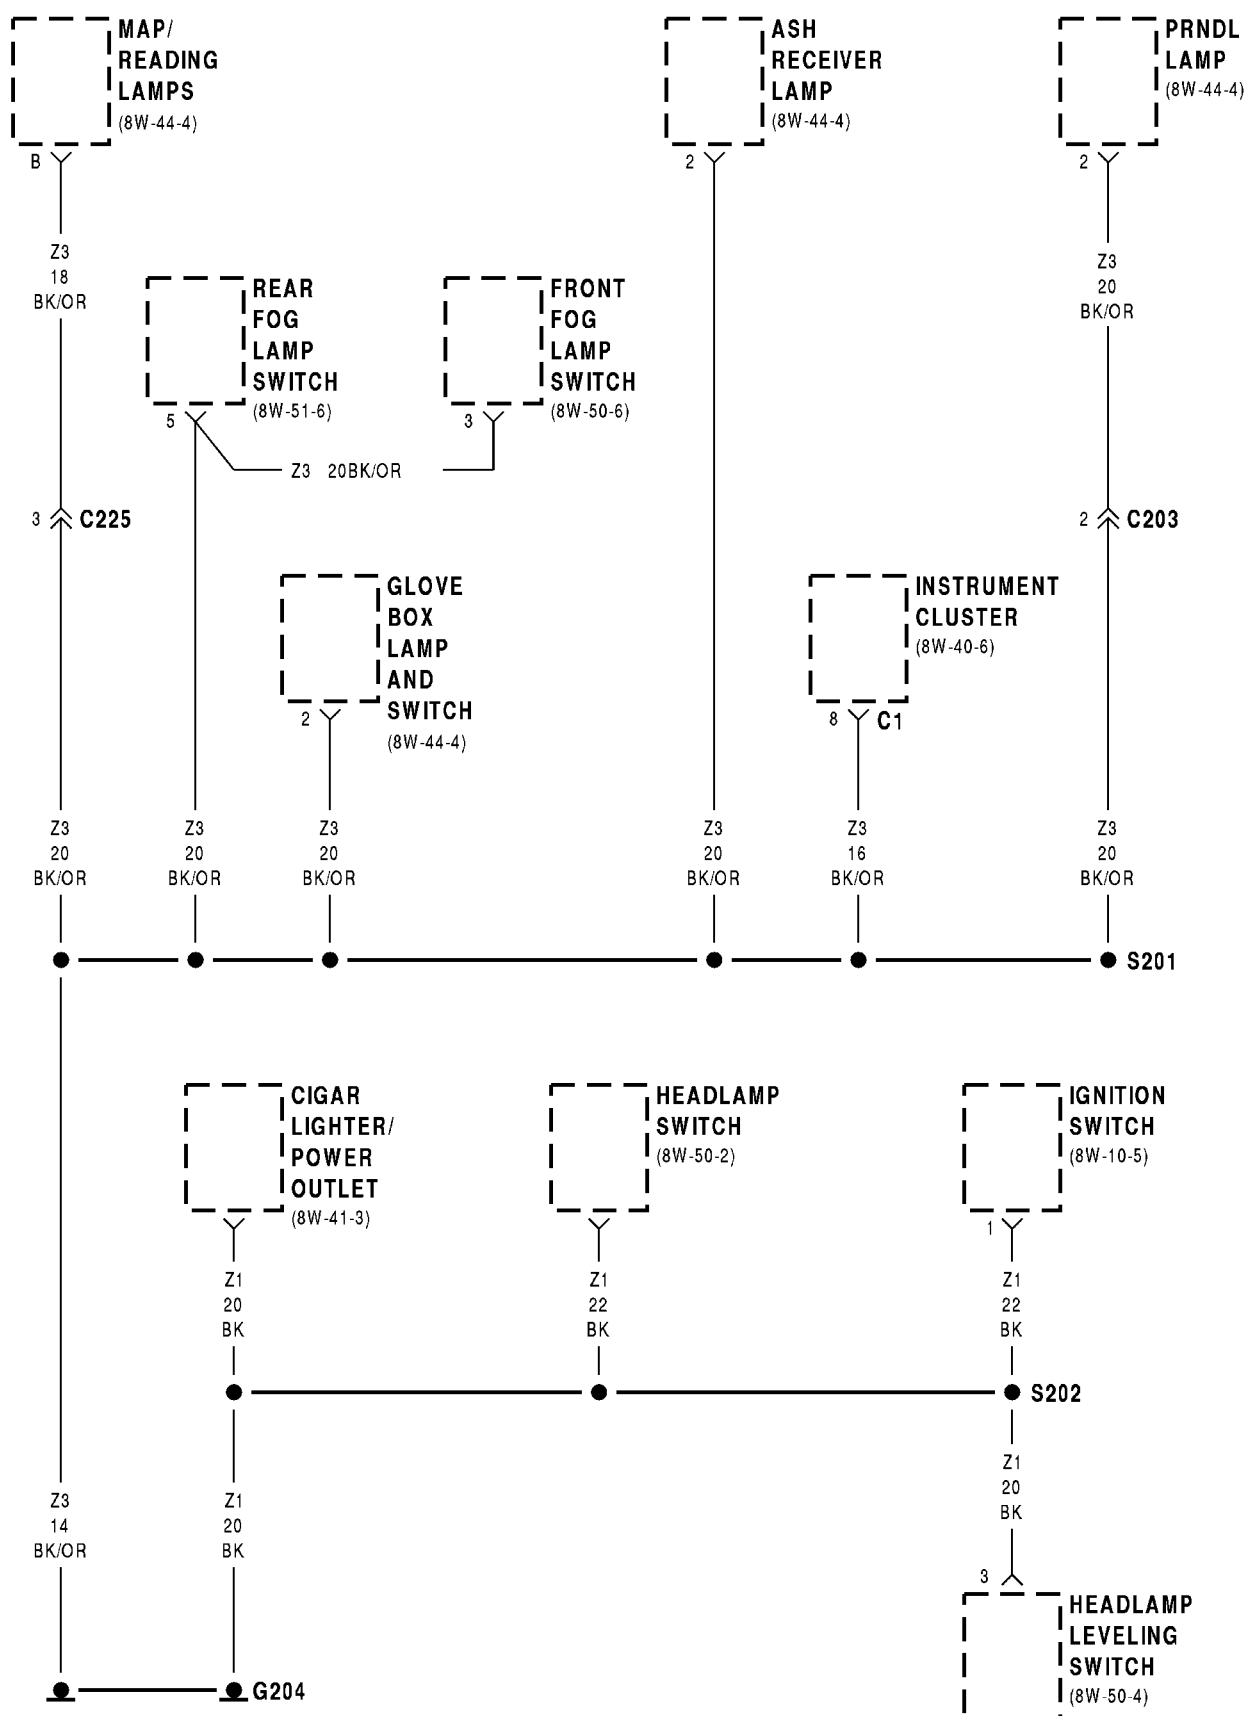 MAP/
READING
LAMPS
(8W-44-4)
B
ASH
RECEIVER
LAMP
(8W-44-4)
2
PRNDL
LAMP
(8W-44-4)
2
Z3
18
BK/OR
Z3
20
BK/OR
REAR
FOG
LAMP
SWITCH
(8W-51-6)
5
FRONT
FOG
LAMP
SWITCH
(8W-50-6)
3
Z3 20BK/OR
3 C225
2 C203
GLOVE
BOX
LAMP
AND
SWITCH
(8W-44-4)
2
INSTRUMENT
CLUSTER
(8W-40-6)
8 C1
Z3
20
BK/OR
Z3
20
BK/OR
Z3
20
BK/OR
Z3
20
BK/OR
Z3
16
BK/OR
Z3
20
BK/OR
S201
CIGAR
LIGHTER/
POWER
OUTLET
(8W-41-3)
HEADLAMP
SWITCH
(8W-50-2)
IGNITION
SWITCH
(8W-10-5)
1
Z1
20
BK
Z1
22
BK
Z1
22
BK
S202
Z1
20
BK
Z3
14
BK/OR
Z1
20
BK
3
HEADLAMP
LEVELING
SWITCH
(8W-50-4)
G204